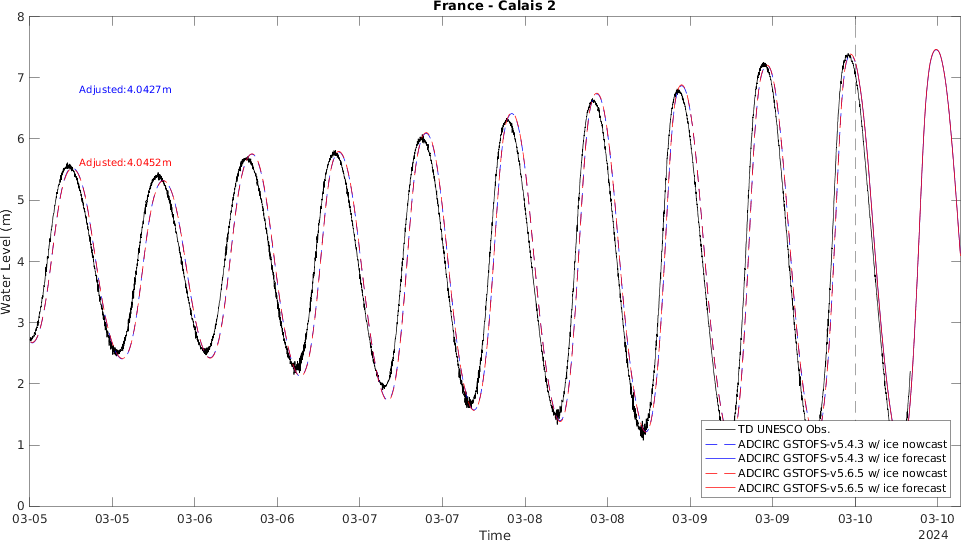 France - Calais 2
8
7
6
5
4
3
2
1
0
Water Level (m)
Adjusted:4.0427m
Adjusted:4.0452m
TD UNESCO Obs.
ADCIRC GSTOFS-v5.4.3 w/ ice nowcast
ADCIRC GSTOFS-v5.4.3 w/ ice forecast
ADCIRC GSTOFS-v5.6.5 w/ ice nowcast
ADCIRC GSTOFS-v5.6.5 w/ ice forecast
03-05 03-05 03-06 03-06 03-07 03-07 03-08 03-08 03-09 03-09 03-10 03-10
2024
Time